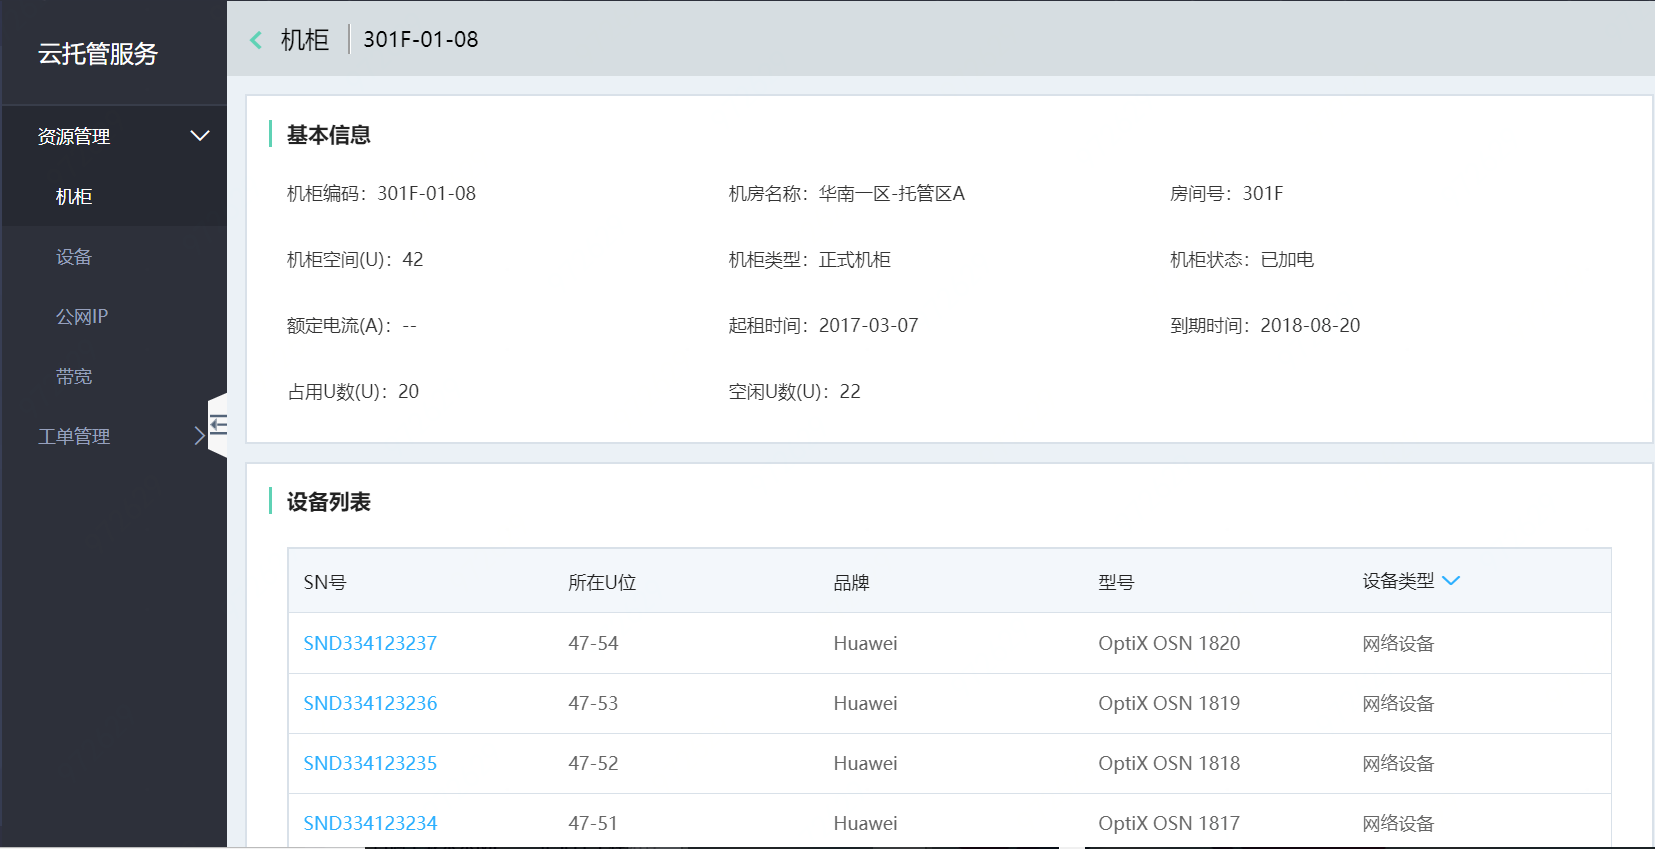 云托管服务
资源管理
机柜
设备
公网IP
带宽
工单管理
机柜 301F-01-08
基本信息
机柜编码：301F-01-08 机房名称：华南一区-托管区A 房间号：301F
机柜空间(U)：42 机柜类型：正式机柜 机柜状态：已加电
额定电流(A)：-- 起租时间：2017-03-07 到期时间：2018-08-20
占用U数(U)：20 空闲U数(U)：22
设备列表
SN号 所在U位 品牌 型号 设备类型
SND334123237 47-54 Huawei OptiX OSN 1820 网络设备
SND334123236 47-53 Huawei OptiX OSN 1819 网络设备
SND334123235 47-52 Huawei OptiX OSN 1818 网络设备
SND334123234 47-51 Huawei OptiX OSN 1817 网络设备